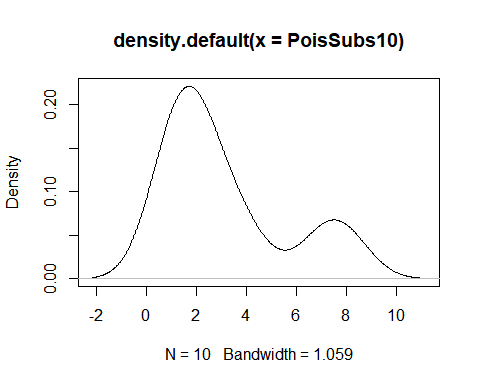 density.default(x = PoisSubs10)
Density
0.20
0.10
0.00
-2 0 2 4 6 8 10
N = 10 Bandwidth = 1.059